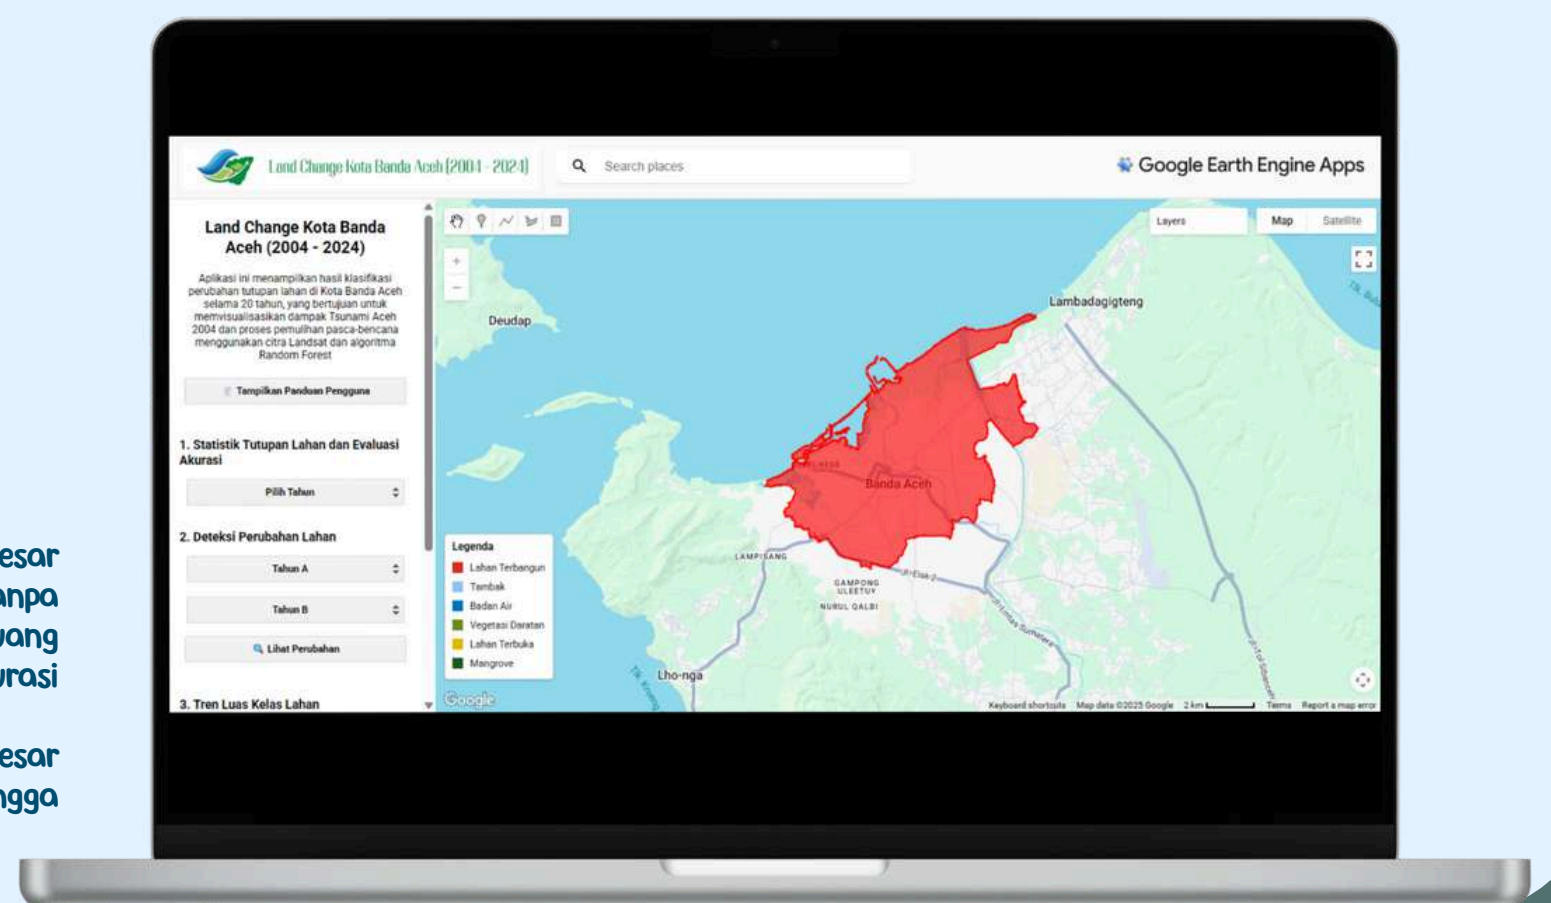 esar
anpa
uang
urasi
esar
ngga
Land Change Kota Banda Aceh (2004 - 2024)
Search places
Google Earth Engine Apps
Land Change Kota Banda
Aceh (2004 - 2024)
Aplikasi ini menampilkan hasil klasifikasi
perubahan tutupan lahan di Kota Banda Aceh
selama 20 tahun, yang bertujuan untuk
memvisualisasikan dampak Tsunami Aceh
2004 dan proses pemulihan pasca-bencana
menggunakan citra Landsat dan algoritma
Random Forest
Tampilkan Panduan Pengguna
1. Statistik Tutupan Lahan dan Evaluasi
Akurasi
Pilih Tahun
2. Deteksi Perubahan Lahan
Tahun A
Tahun B
Lihat Perubahan
3. Tren Luas Kelas Lahan
Layers
Map
Satellite
Deudap
Lambadagigteng
Banda Aceh
LAMPISANG
GAMPONG
ULEETUY
NURUL QALBI
Lho-nga
Jl. Lintas Sumatera
Legenda
Lahan Terbangun
Tambak
Badan Air
Vegetasi Daratan
Lahan Terbuka
Mangrove
Google
Keyboard shortcuts
Map data ©2025 Google
2 km
Terms
Report a map error